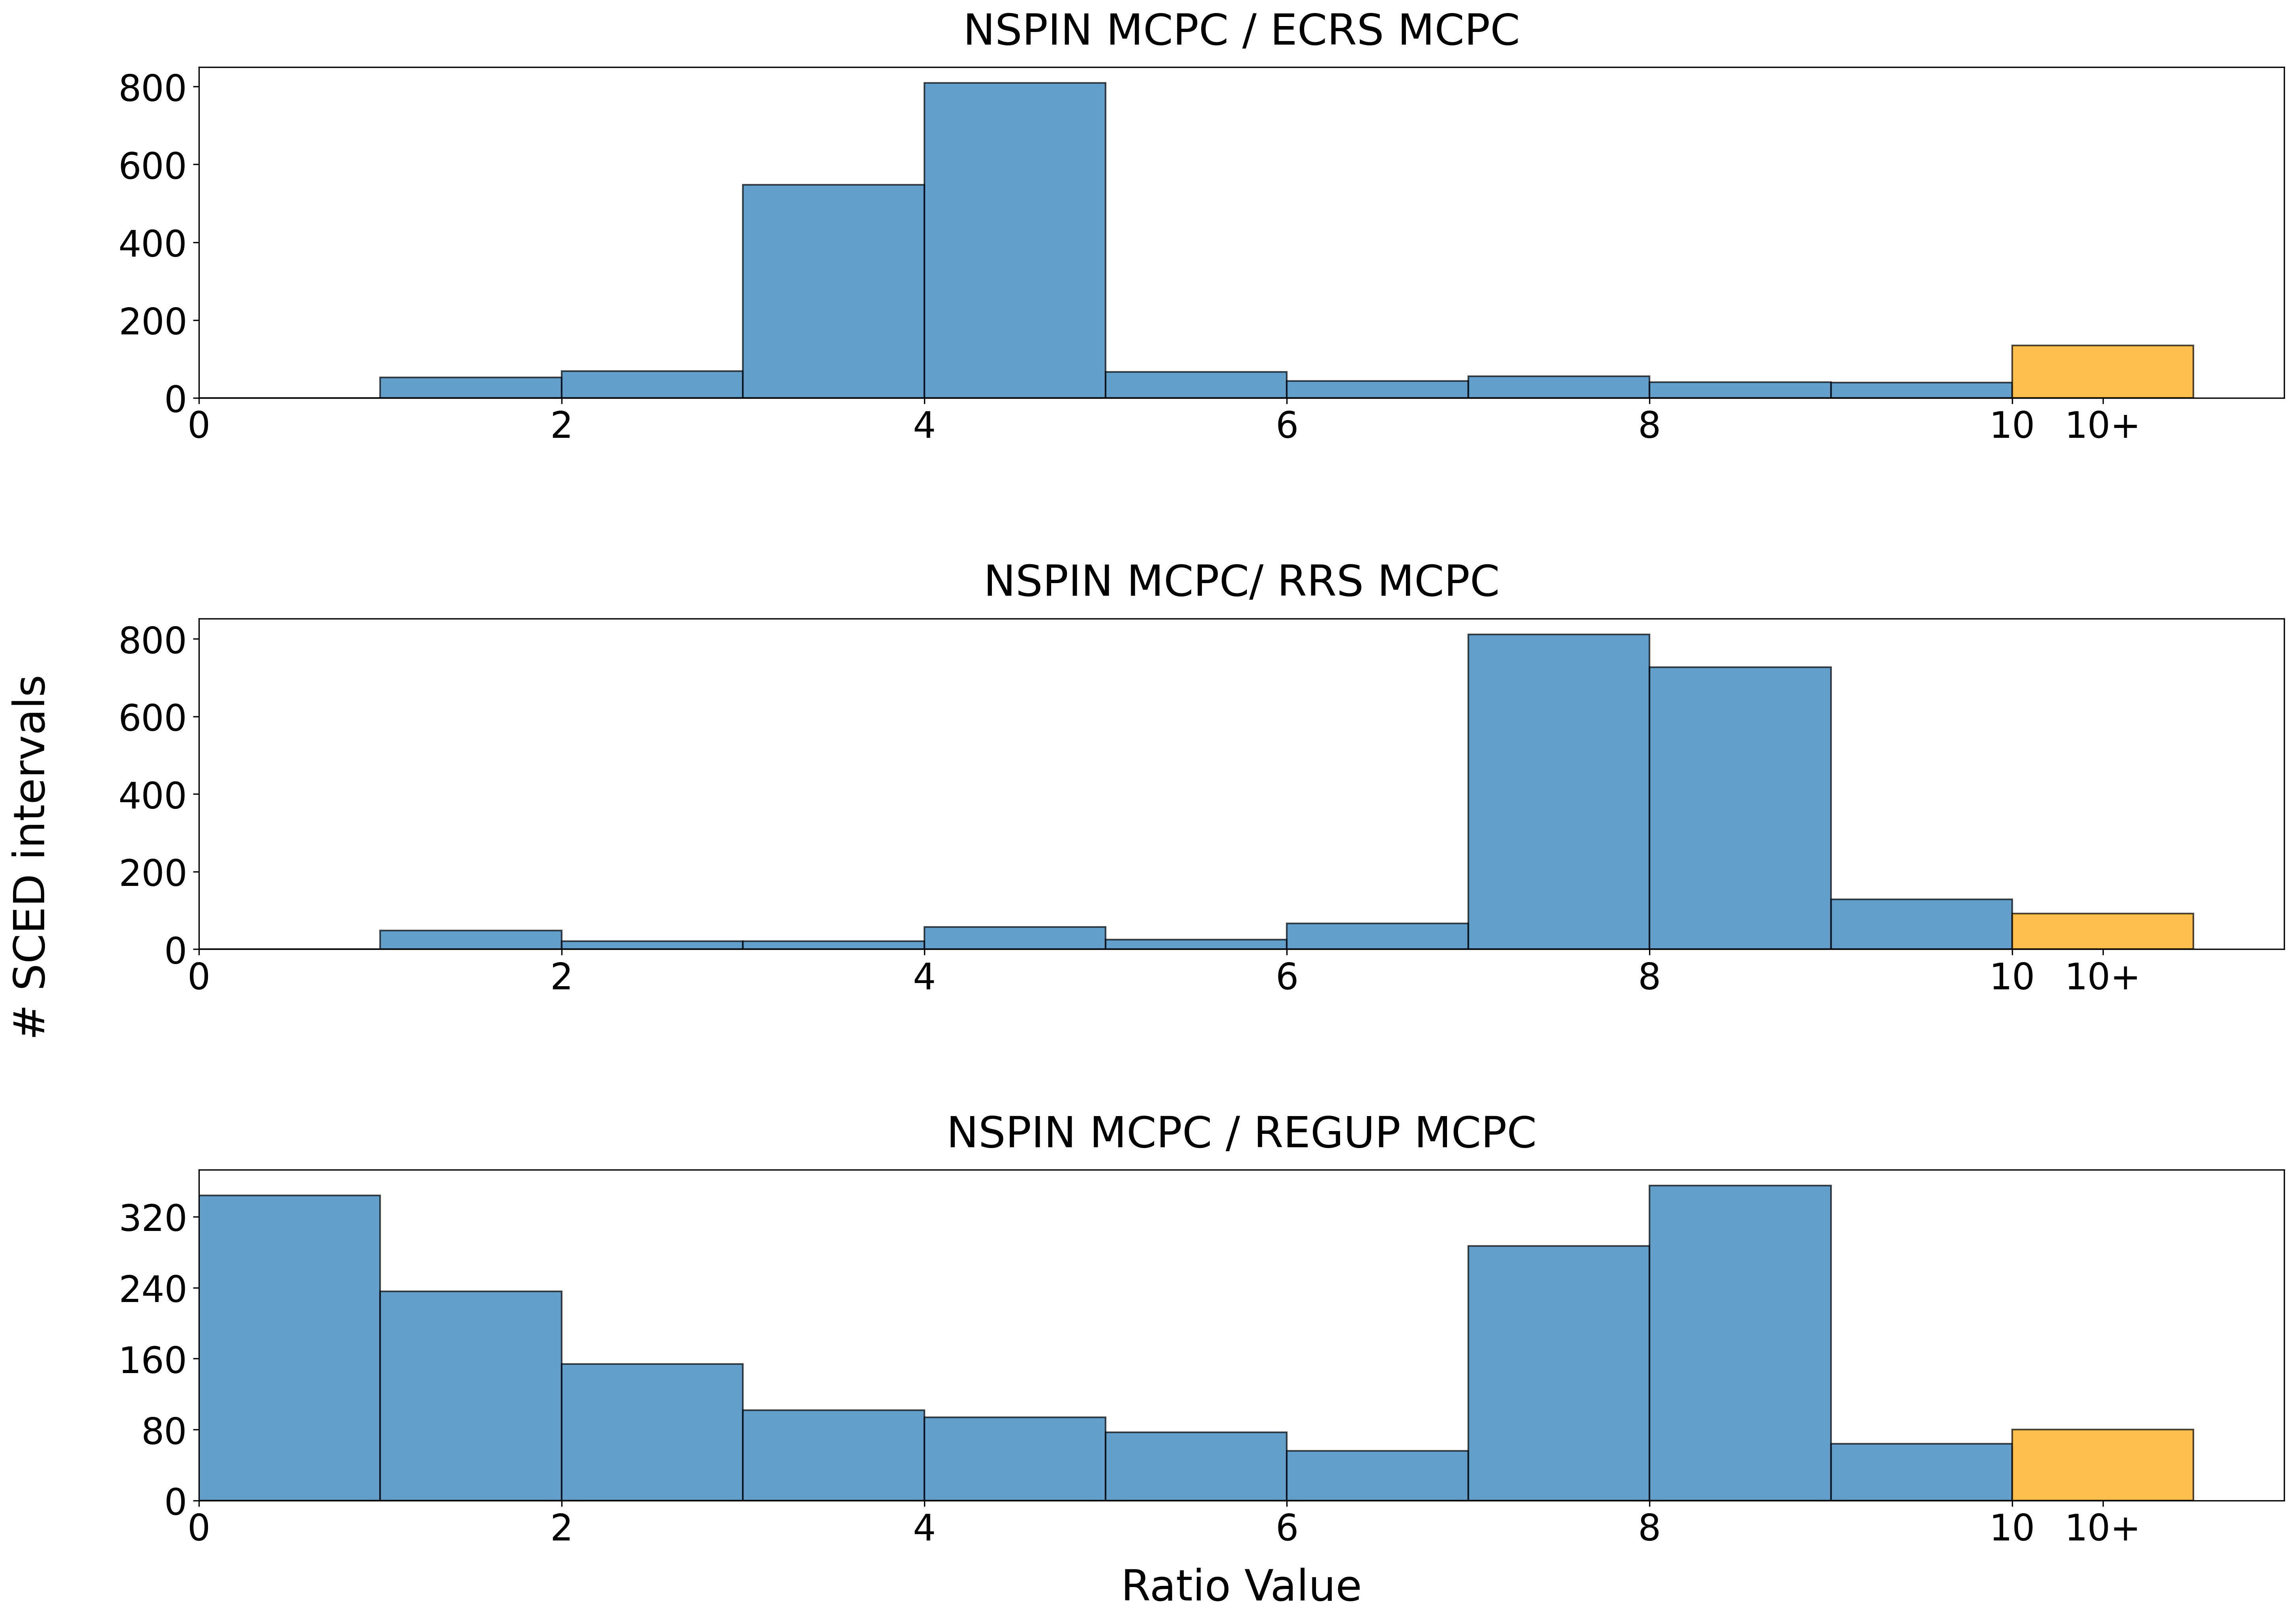 NSPIN MCPC / ECRS MCPC
800
600
400
200
0
0 2 4 6 8 10 10+
NSPIN MCPC/ RRS MCPC
800
600
400
200
0
0 2 4 6 8 10 10+
# SCED intervals
NSPIN MCPC / REGUP MCPC
320
240
160
80
0
0 2 4 6 8 10 10+
Ratio Value